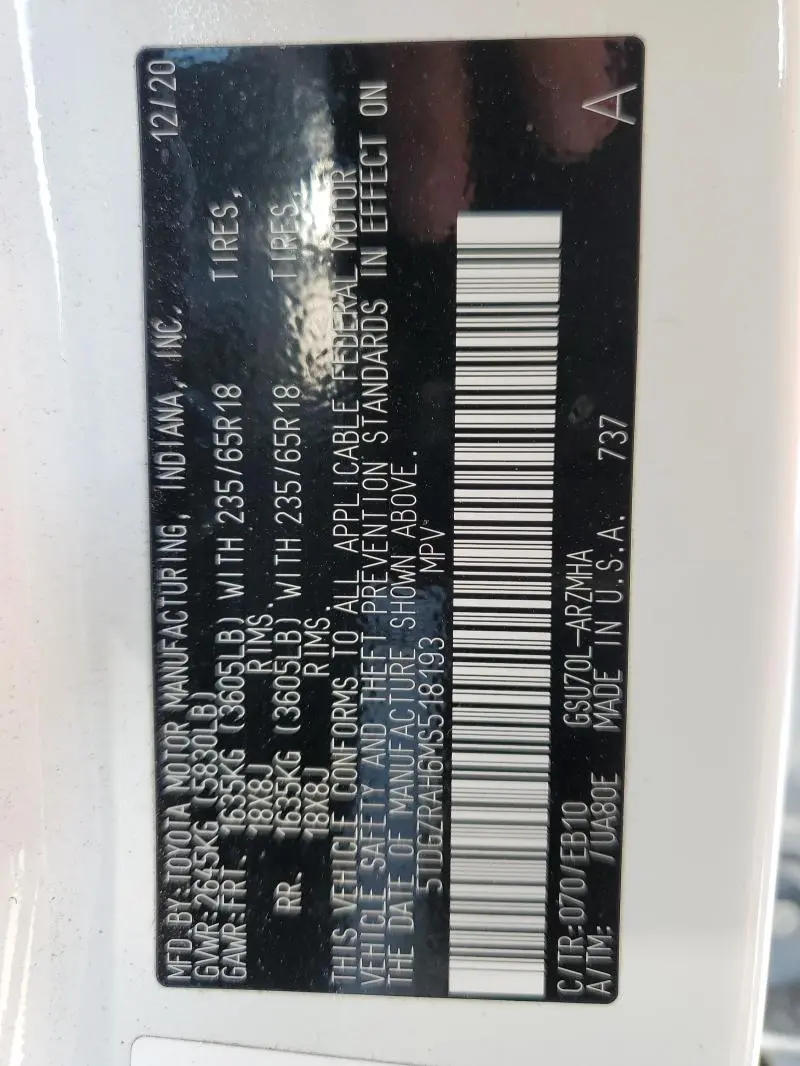 MFD.BY:TOYOTA MOTOR MANUFACTURING, INDIANA, INC. 12/20
GVWR:2645KG (5830LB)
GAWR:FRT. 1635KG (3605LB) WITH 235/65R18 TIRES,
18X8J RIMS.
RR. 1635KG (3605LB) WITH 235/65R18 TIRES,
18X8J RIMS.
THIS VEHICLE CONFORMS TO ALL APPLICABLE FEDERAL MOTOR
VEHICLE SAFETY AND THEFT PREVENTION STANDARDS IN EFFECT ON
THE DATE OF MANUFACTURE SHOWN ABOVE.
5TDGZRAH6MS518193 MPV
C/TR:070/EB10 GSU70L-ARZMHA
A/TM: /UA80E MADE IN U.S.A. 737 A